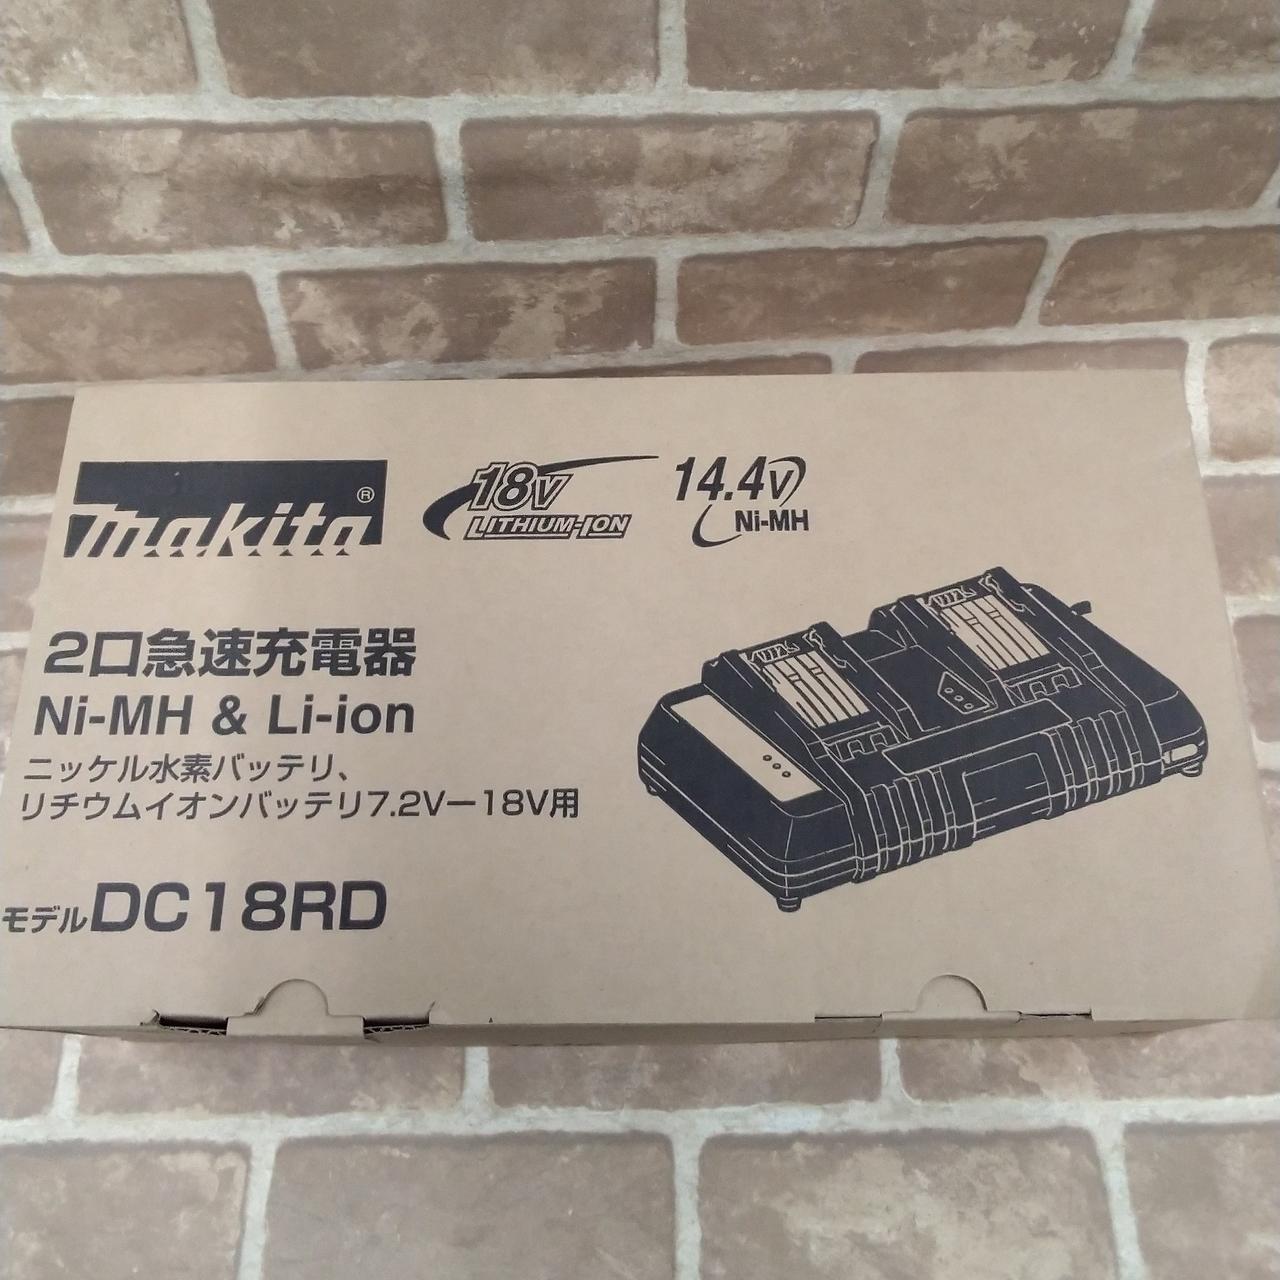 makita®
18V LITHIUM-ION
14.4V Ni-MH
2口急速充電器
Ni-MH & Li-ion
ニッケル水素バッテリ、
リチウムイオンバッテリ7.2V－18V用
モデルDC18RD